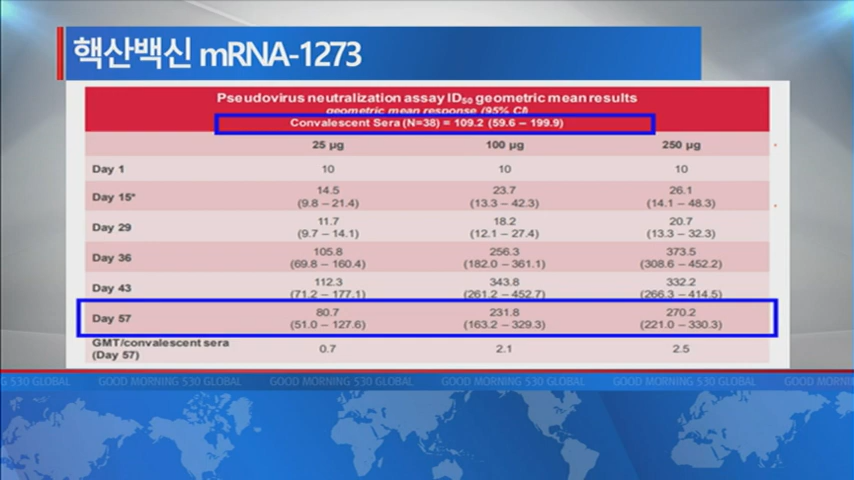 핵산백신 mRNA-1273
Pseudovirus neutralization assay ID50 geometric mean results
geometric mean response (95% CI)
Convalescent Sera (N=38) = 109.2 (59.6 – 199.9)
25 µg 100 µg 250 µg
Day 1 10 10 10
14.5 23.7 26.1
Day 15*
(9.8 – 21.4) (13.3 – 42.3) (14.1 – 48.3)
11.7 18.2 20.7
Day 29
(9.7 – 14.1) (12.1 – 27.4) (13.3 – 32.3)
105.8 256.3 373.5
Day 36
(69.8 – 160.4) (182.0 – 361.1) (308.6 – 452.2)
112.3 343.8 332.2
Day 43
(71.2 – 177.1) (261.2 – 452.7) (266.3 – 414.5)
80.7 231.8 270.2
Day 57
(51.0 – 127.6) (163.2 – 329.3) (221.0 – 330.3)
GMT/convalescent sera
(Day 57) 0.7 2.1 2.5
G 530 GLOBAL GOOD MORNING 530 GLOBAL GOOD MORNING 530 GLOBAL GOOD MORNING 530 GLOBAL GOOD MORNING 530 GLOBAL GOOD MORN